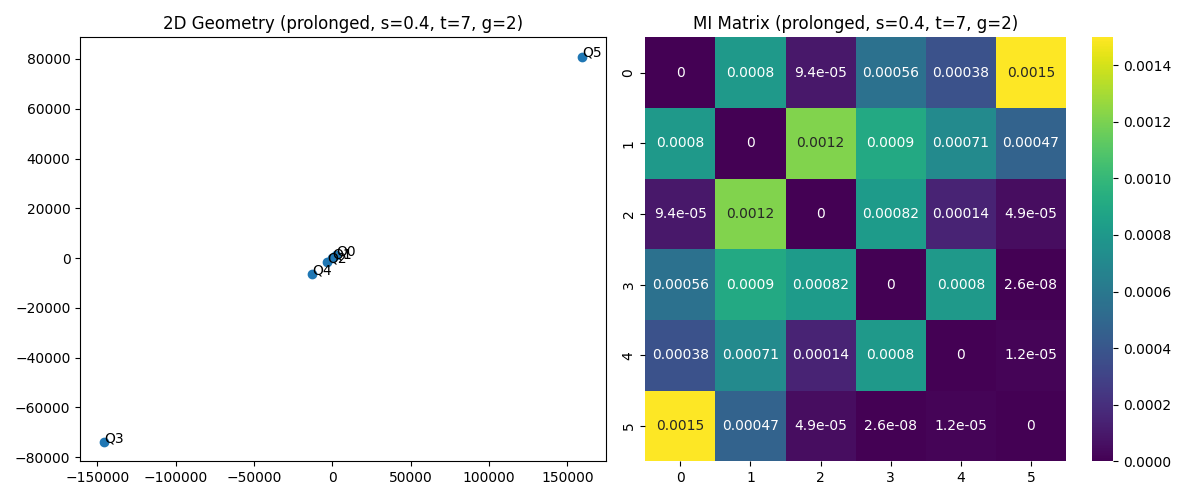 2D Geometry (prolonged, s=0.4, t=7, g=2)
80000
60000
40000
20000
0
−20000
−40000
−60000
−80000
−150000 −100000 −50000 0 50000 100000 150000
Q5
Q0
Q1
Q2
Q4
Q3
MI Matrix (prolonged, s=0.4, t=7, g=2)
0 0 0.0008 9.4e-05 0.00056 0.00038 0.0015
1 0.0008 0 0.0012 0.0009 0.00071 0.00047
2 9.4e-05 0.0012 0 0.00082 0.00014 4.9e-05
3 0.00056 0.0009 0.00082 0 0.0008 2.6e-08
4 0.00038 0.00071 0.00014 0.0008 0 1.2e-05
5 0.0015 0.00047 4.9e-05 2.6e-08 1.2e-05 0
0 1 2 3 4 5
0.0014
0.0012
0.0010
0.0008
0.0006
0.0004
0.0002
0.0000